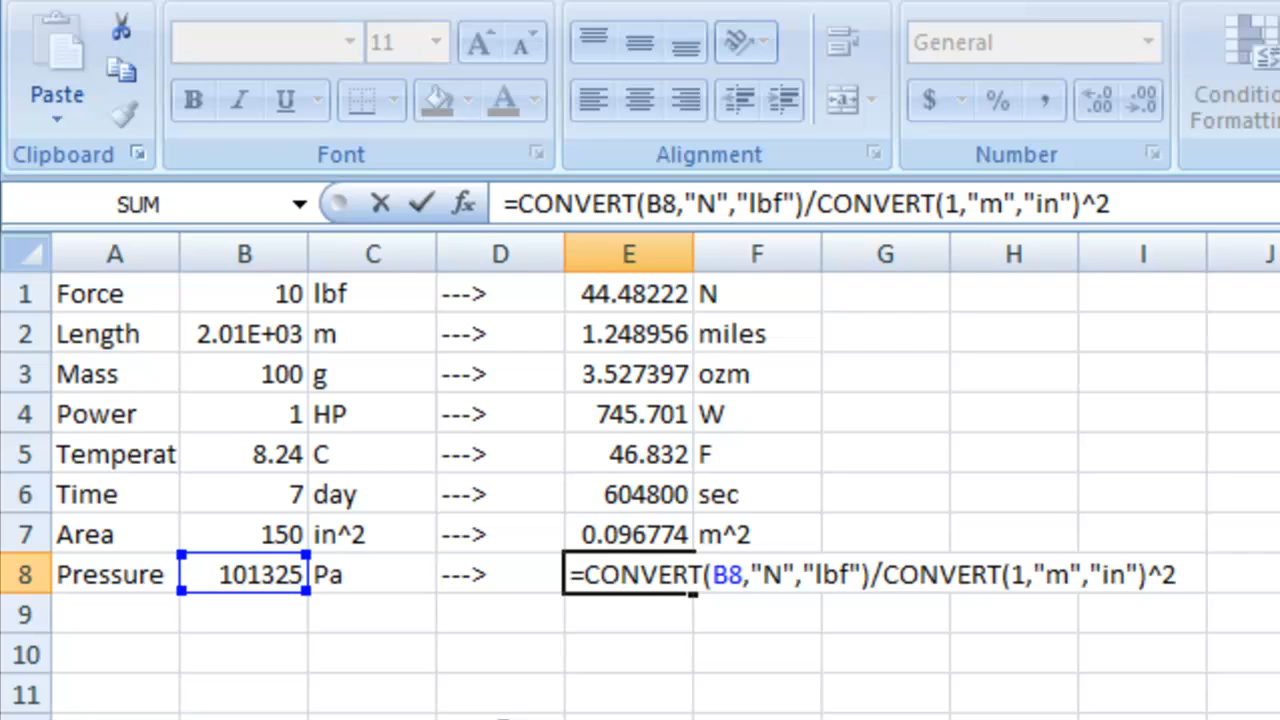 11 A A General
Paste B I U A a $ % , .0 .00 .00 .0 Conditio
Formattin
Clipboard Font Alignment Number
SUM fx =CONVERT(B8,"N","lbf")/CONVERT(1,"m","in")^2
A B C D E F G H I J
1 Force 10 lbf ---> 44.48222 N
2 Length 2.01E+03 m ---> 1.248956 miles
3 Mass 100 g ---> 3.527397 ozm
4 Power 1 HP ---> 745.701 W
5 Temperat 8.24 C ---> 46.832 F
6 Time 7 day ---> 604800 sec
7 Area 150 in^2 ---> 0.096774 m^2
8 Pressure 101325 Pa ---> =CONVERT(B8,"N","lbf")/CONVERT(1,"m","in")^2
9
10
11